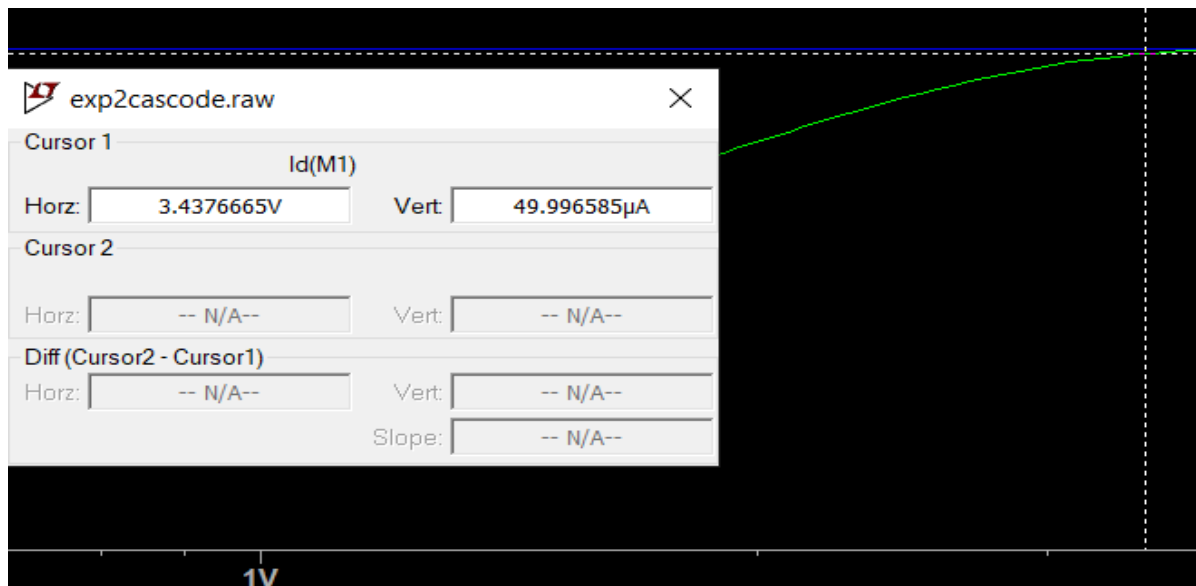 exp2cascode.raw
Cursor 1
Id(M1)
Horz: 3.4376665V Vert: 49.996585µA
Cursor 2
Horz: -- N/A-- Vert: -- N/A--
Diff (Cursor2 - Cursor1)
Horz: -- N/A-- Vert: -- N/A--
Slope: -- N/A--
1V